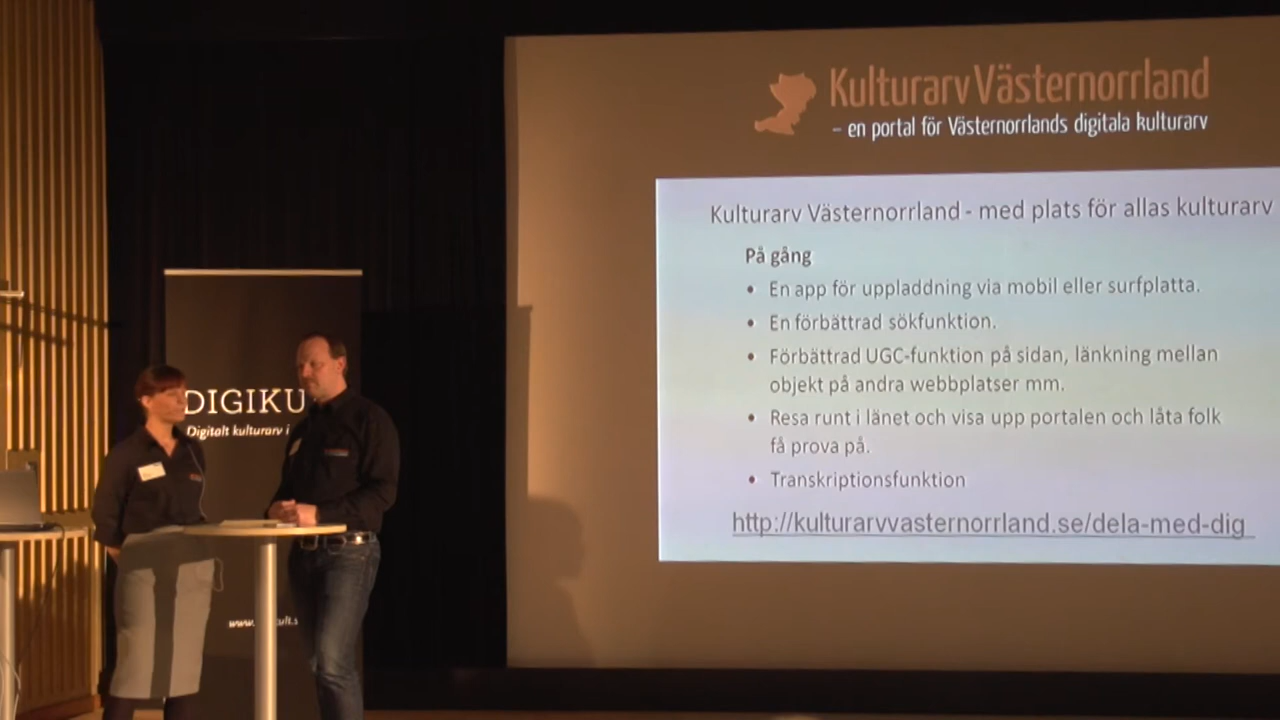 KulturarvVästernorrland
– en portal för Västernorrlands digitala kulturarv
Kulturarv Västernorrland - med plats för allas kulturarv
På gång
• En app för uppladdning via mobil eller surfplatta.
• En förbättrad sökfunktion.
• Förbättrad UGC-funktion på sidan, länkning mellan
objekt på andra webbplatser mm.
• Resa runt i länet och visa upp portalen och låta folk
få prova på.
• Transkriptionsfunktion
http://kulturarvvasternorrland.se/dela-med-dig
DIGIKU
Digitalt kulturarv i